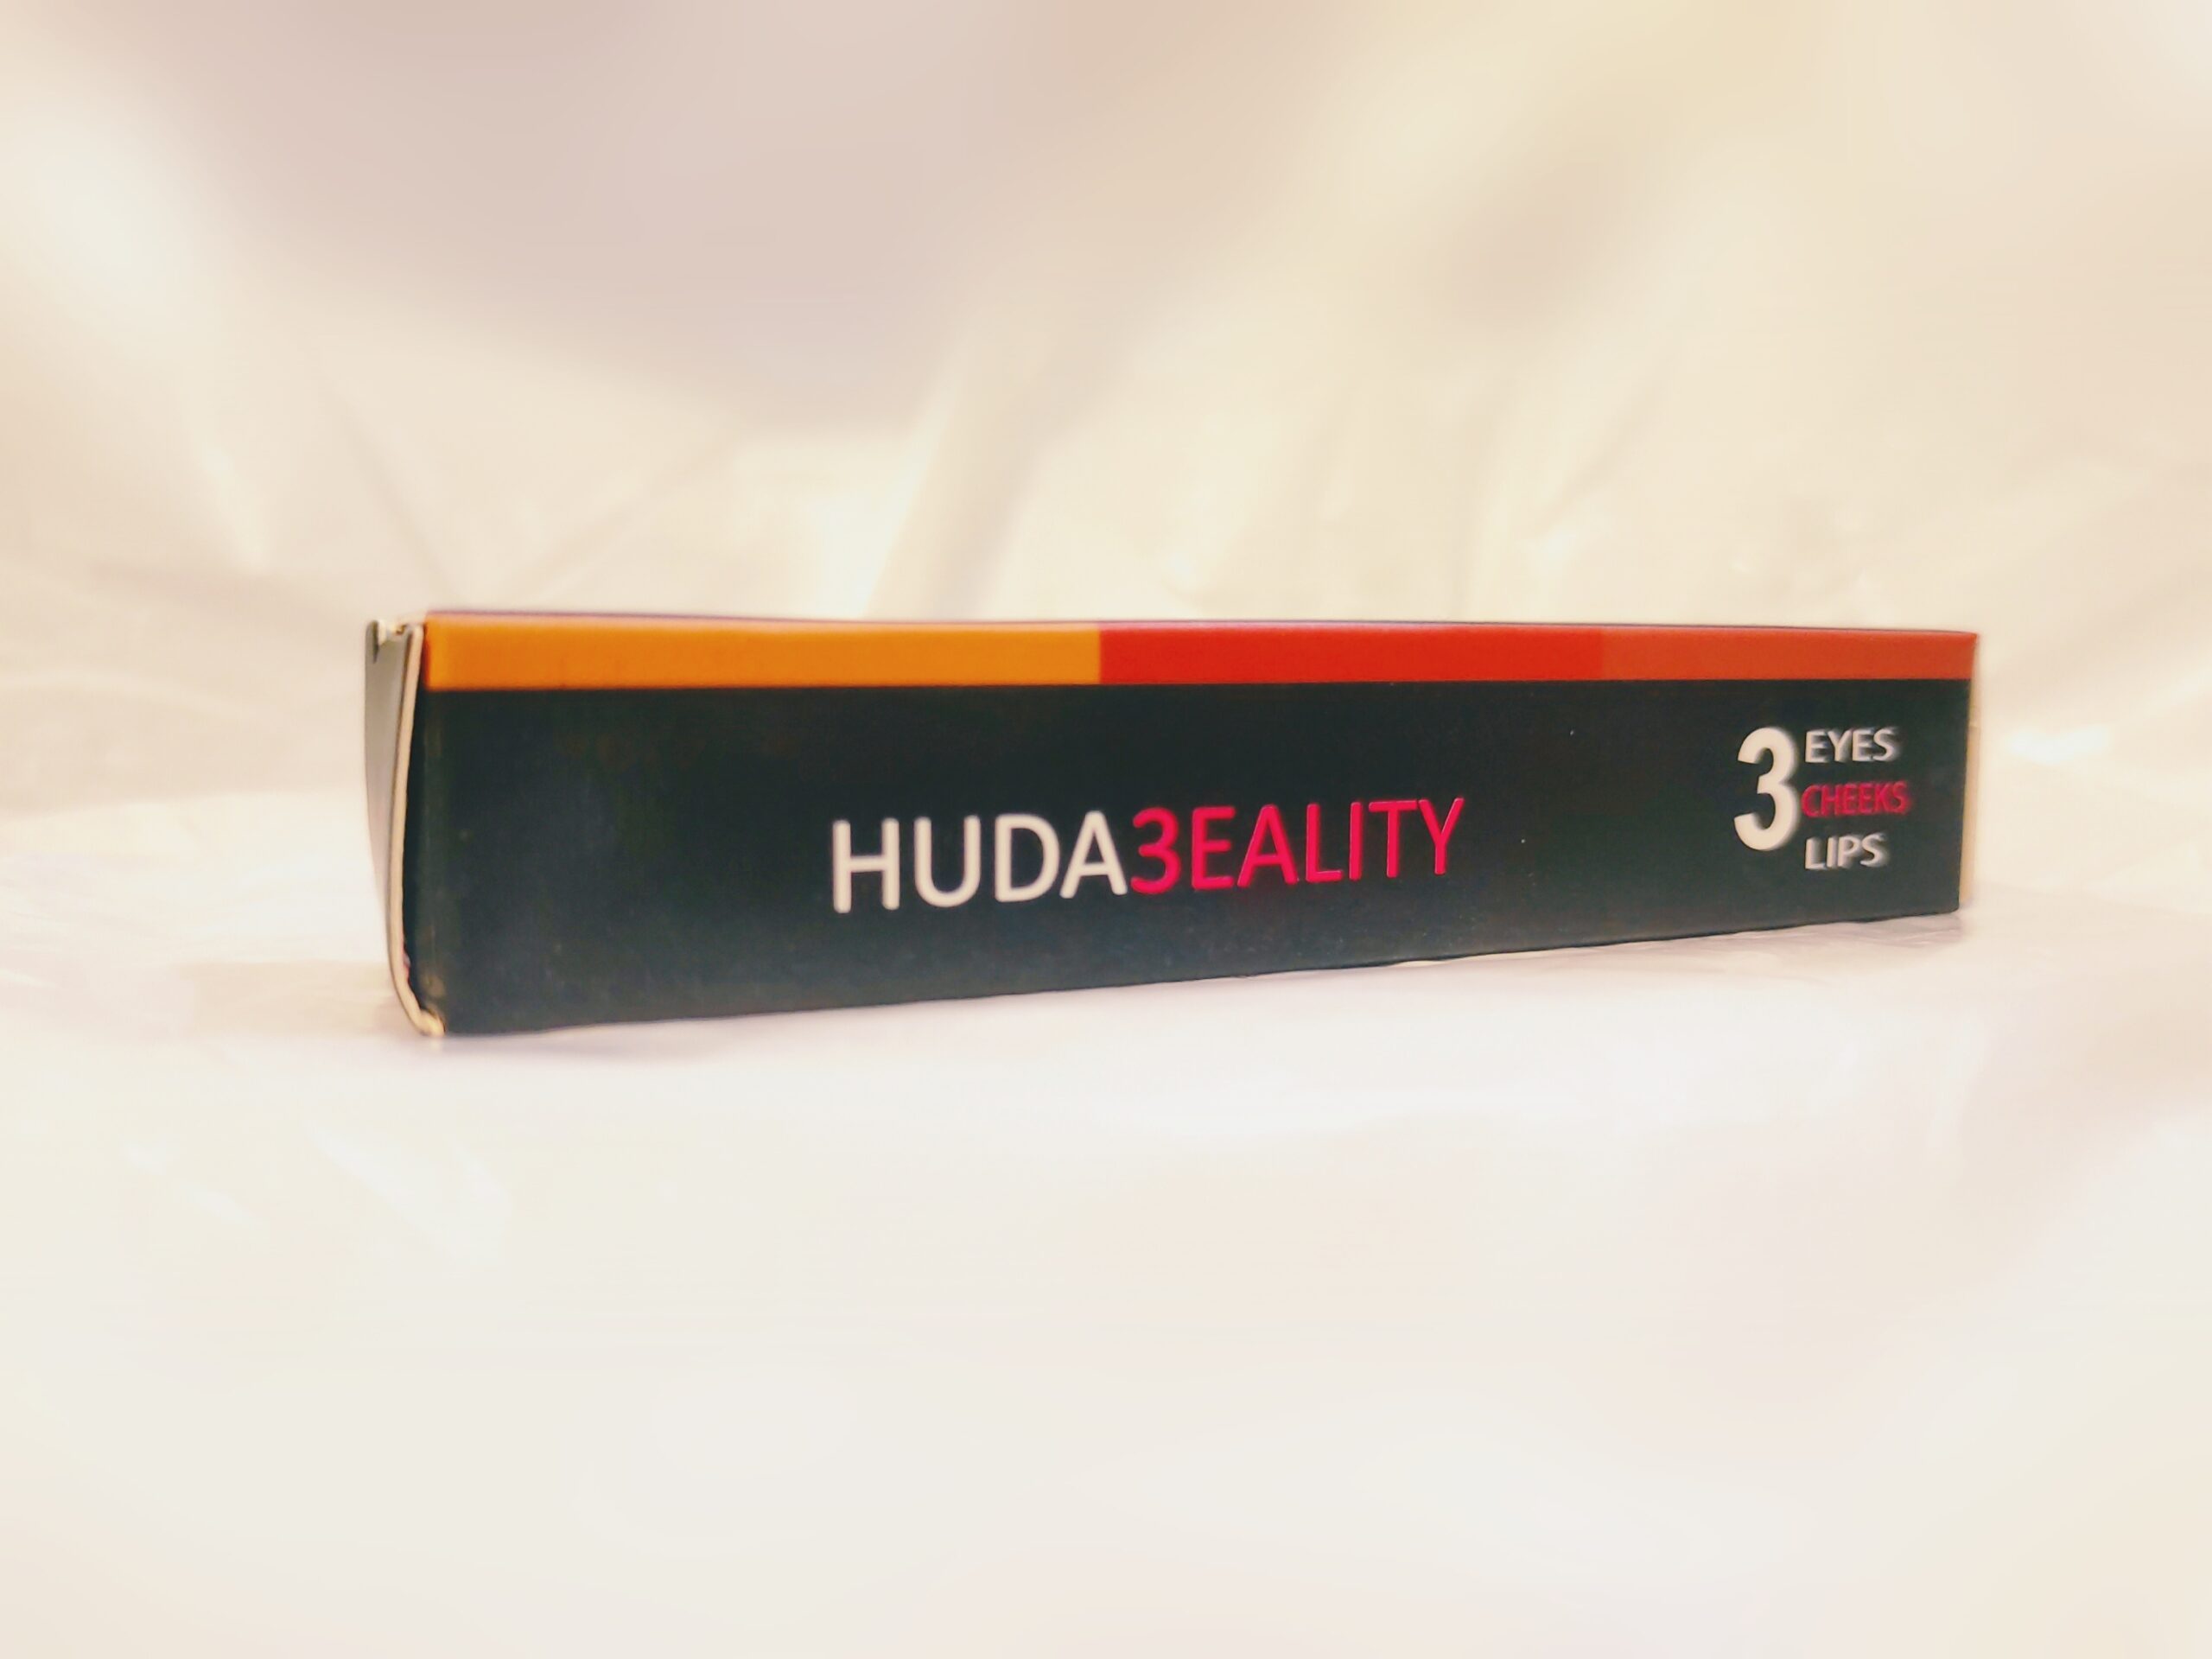 HUDA3EALITY
3 EYES
CHEEKS
LIPS